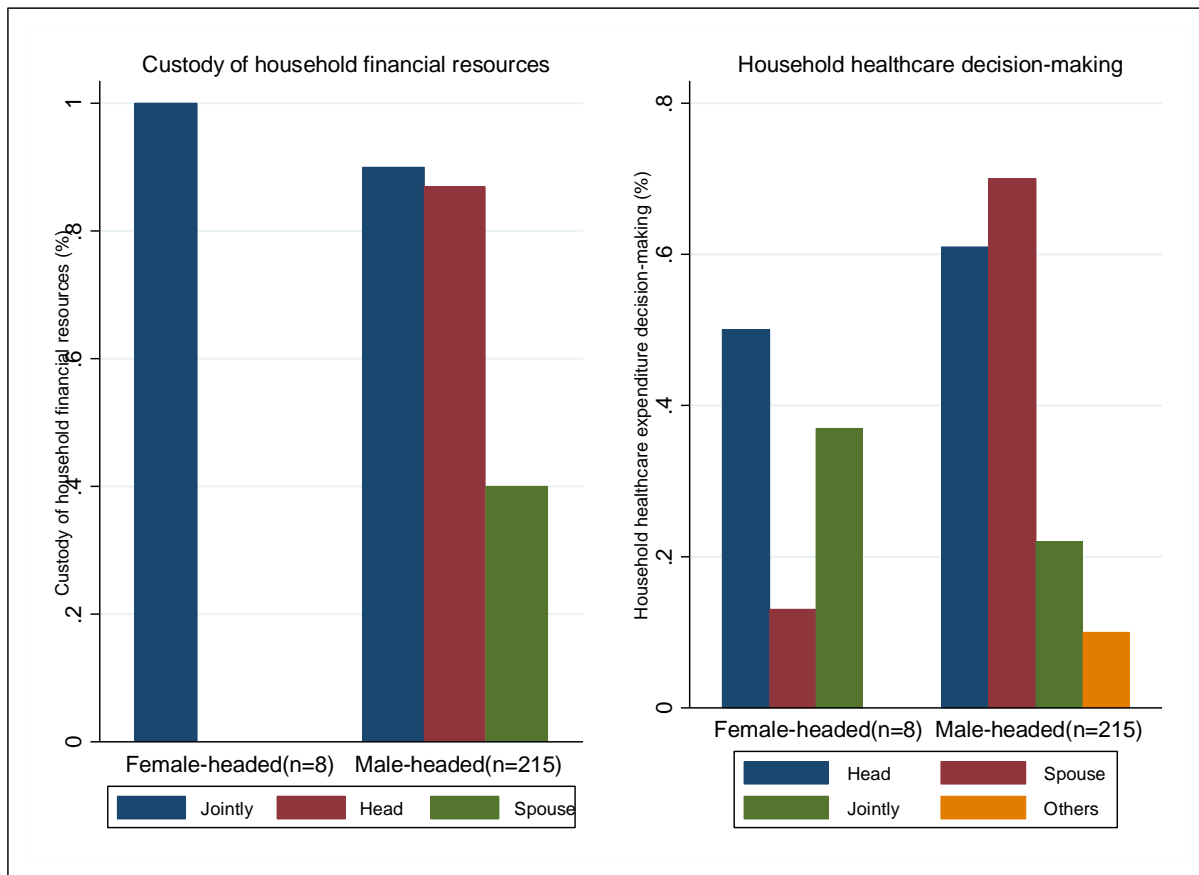 Custody of household financial resources
Custody of household financial resources (%)
1
.8
.6
.4
.2
0
Female-headed(n=8) Male-headed(n=215)
Jointly Head Spouse
Household healthcare decision-making
Household healthcare expenditure decision-making (%)
.8
.6
.4
.2
0
Female-headed(n=8) Male-headed(n=215)
Head Spouse
Jointly Others